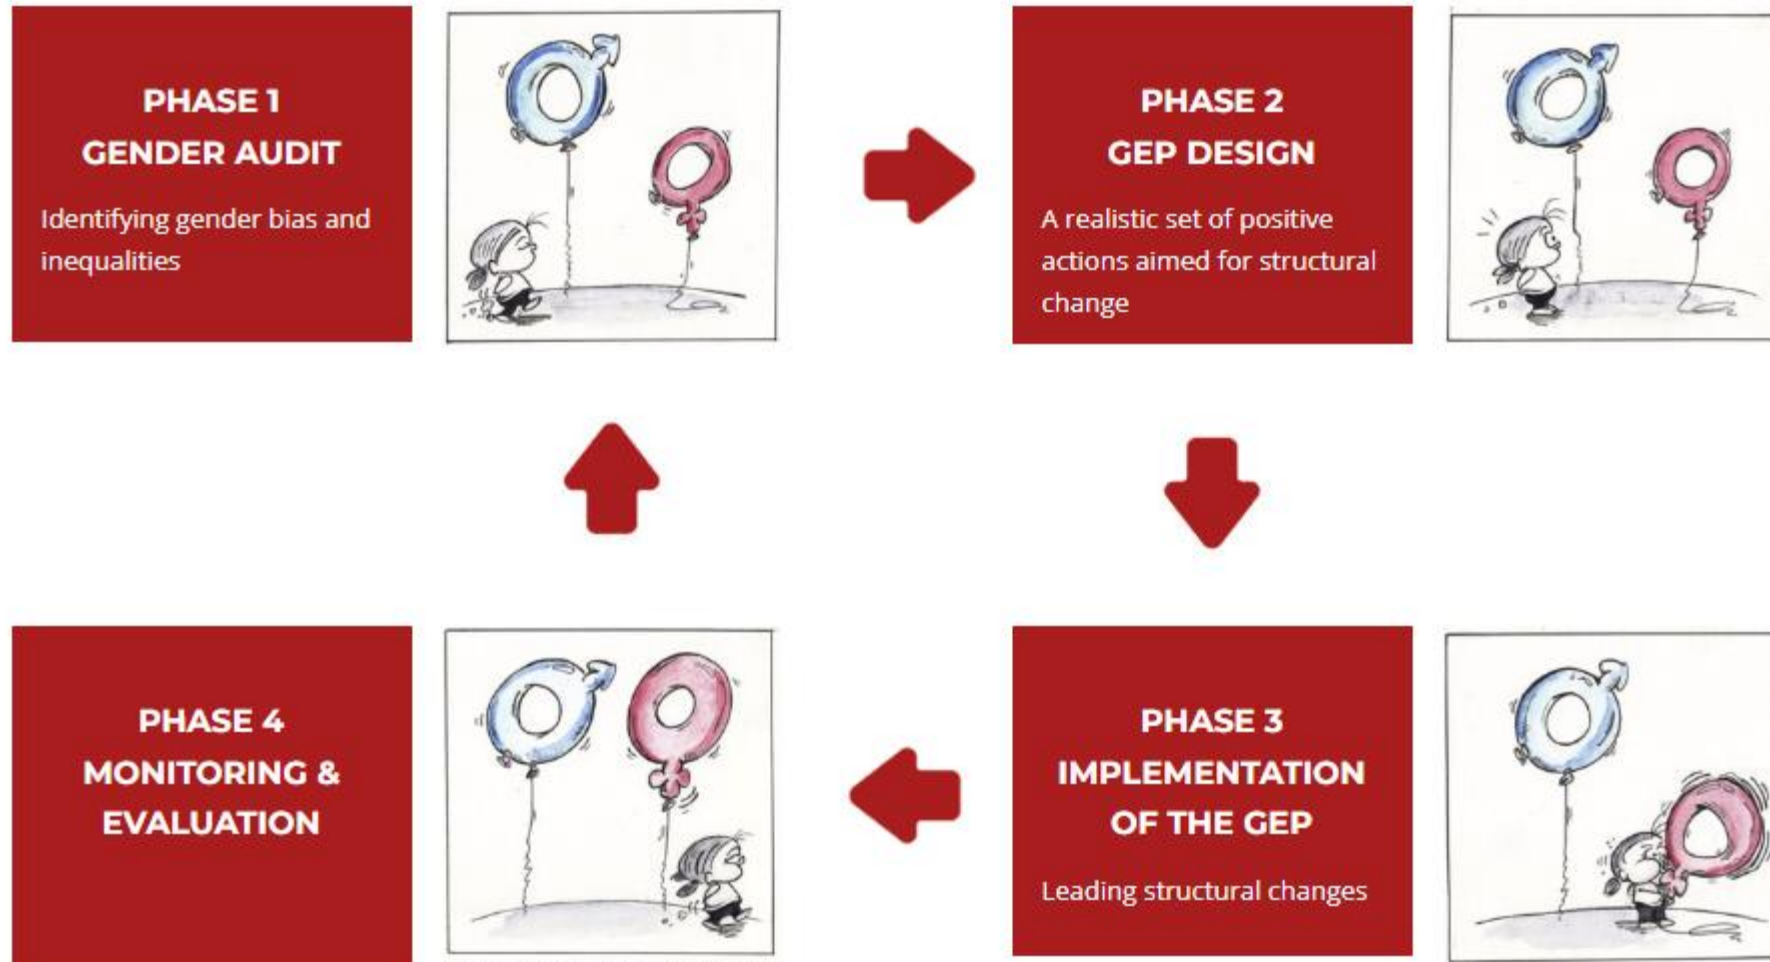 PHASE 1
GENDER AUDIT
Identifying gender bias and
inequalities
PHASE 2
GEP DESIGN
A realistic set of positive
actions aimed for structural
change
PHASE 4
MONITORING &
EVALUATION
PHASE 3
IMPLEMENTATION
OF THE GEP
Leading structural changes